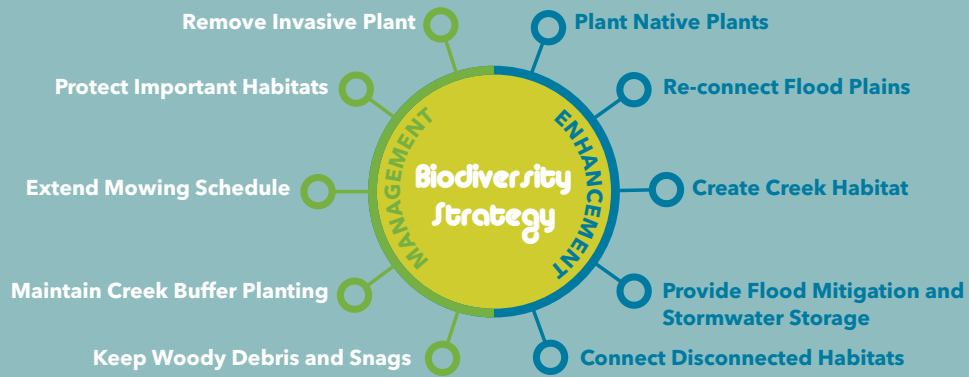 Remove Invasive Plant
Protect Important Habitats
Extend Mowing Schedule
Maintain Creek Buffer Planting
Keep Woody Debris and Snags
MANAGEMENT
Biodiversity
Strategy
ENHANCEMENT
Plant Native Plants
Re-connect Flood Plains
Create Creek Habitat
Provide Flood Mitigation and
Stormwater Storage
Connect Disconnected Habitats